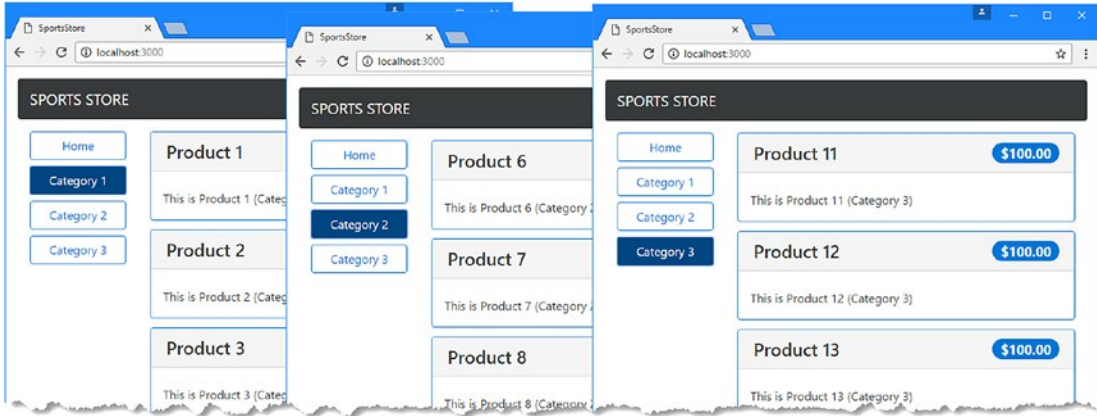 SportsStore
localhost:3000
SPORTS STORE
Home
Category 1
Category 2
Category 3
Product 1
This is Product 1 (Categ
Product 2
This is Product 2 (Categ
Product 3
This is Product 3 (Categ
SportsStore
localhost:3000
SPORTS STORE
Home
Category 1
Category 2
Category 3
Product 6
This is Product 6 (Category 2
Product 7
This is Product 7 (Category 2
Product 8
This is Product 8 (Category 2
SportsStore
localhost:3000
SPORTS STORE
Home
Category 1
Category 2
Category 3
Product 11 $100.00
This is Product 11 (Category 3)
Product 12 $100.00
This is Product 12 (Category 3)
Product 13 $100.00
This is Product 13 (Category 3)